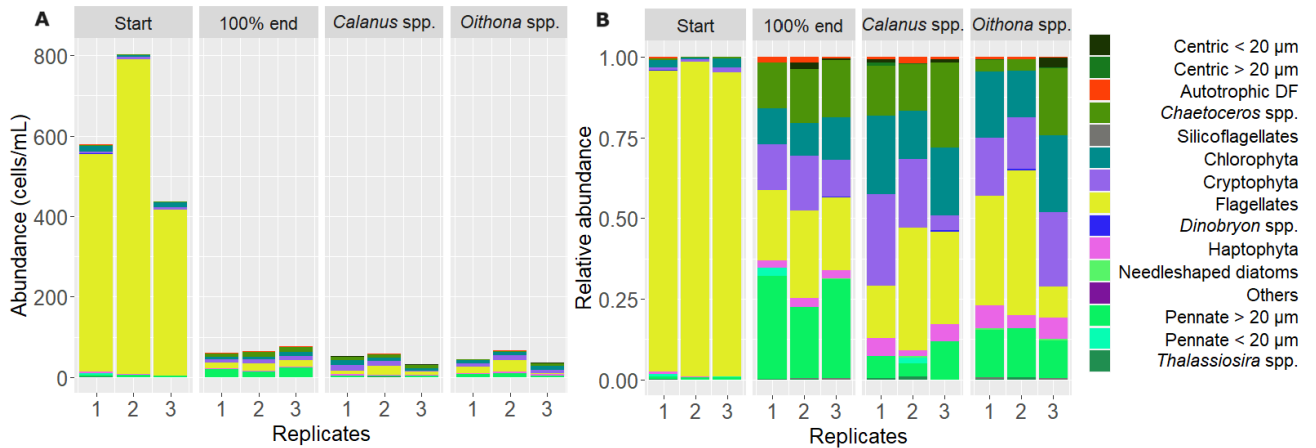 A
Start
100% end
Calanus spp.
Oithona spp.
Abundance (cells/mL)
800
600
400
200
0
1 2 3 1 2 3 1 2 3 1 2 3
Replicates
B
Start
100% end
Calanus spp.
Oithona spp.
Relative abundance
1.00
0.75
0.50
0.25
0.00
1 2 3 1 2 3 1 2 3 1 2 3
Replicates
Centric < 20 µm
Centric > 20 µm
Autotrophic DF
Chaetoceros spp.
Silicoflagellates
Chlorophyta
Cryptophyta
Flagellates
Dinobryon spp.
Haptophyta
Needleshaped diatoms
Others
Pennate > 20 µm
Pennate < 20 µm
Thalassiosira spp.